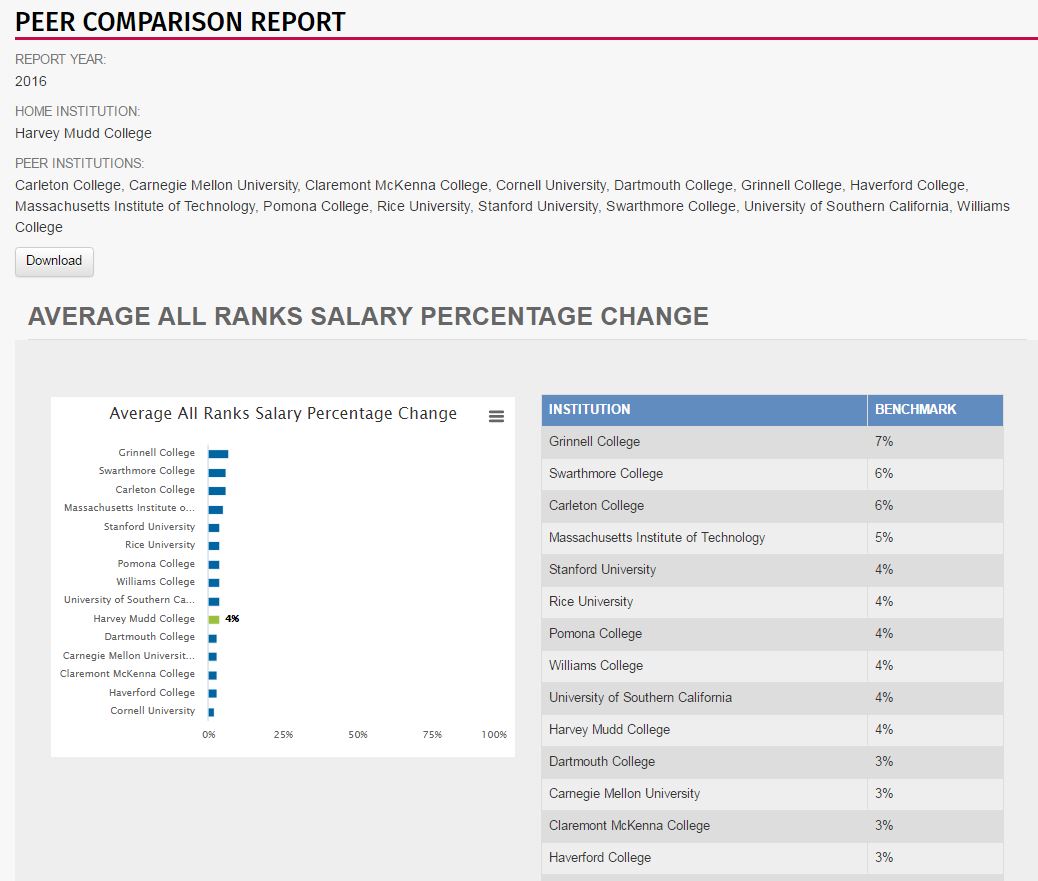 PEER COMPARISON REPORT
REPORT YEAR:
2016
HOME INSTITUTION:
Harvey Mudd College
PEER INSTITUTIONS:
Carleton College, Carnegie Mellon University, Claremont McKenna College, Cornell University, Dartmouth College, Grinnell College, Haverford College,
Massachusetts Institute of Technology, Pomona College, Rice University, Stanford University, Swarthmore College, University of Southern California, Williams
College
Download
AVERAGE ALL RANKS SALARY PERCENTAGE CHANGE
Average All Ranks Salary Percentage Change
Grinnell College
Swarthmore College
Carleton College
Massachusetts Institute o...
Stanford University
Rice University
Pomona College
Williams College
University of Southern Ca...
Harvey Mudd College 4%
Dartmouth College
Carnegie Mellon Universit...
Claremont McKenna College
Haverford College
Cornell University
0% 25% 50% 75% 100%
INSTITUTION BENCHMARK
Grinnell College 7%
Swarthmore College 6%
Carleton College 6%
Massachusetts Institute of Technology 5%
Stanford University 4%
Rice University 4%
Pomona College 4%
Williams College 4%
University of Southern California 4%
Harvey Mudd College 4%
Dartmouth College 3%
Carnegie Mellon University 3%
Claremont McKenna College 3%
Haverford College 3%